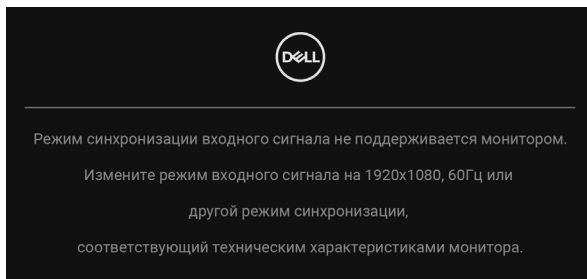 DELL
Режим синхронизации входного сигнала не поддерживается монитором.
Измените режим входного сигнала на 1920x1080, 60Гц или
другой режим синхронизации,
соответствующий техническим характеристиками монитора.